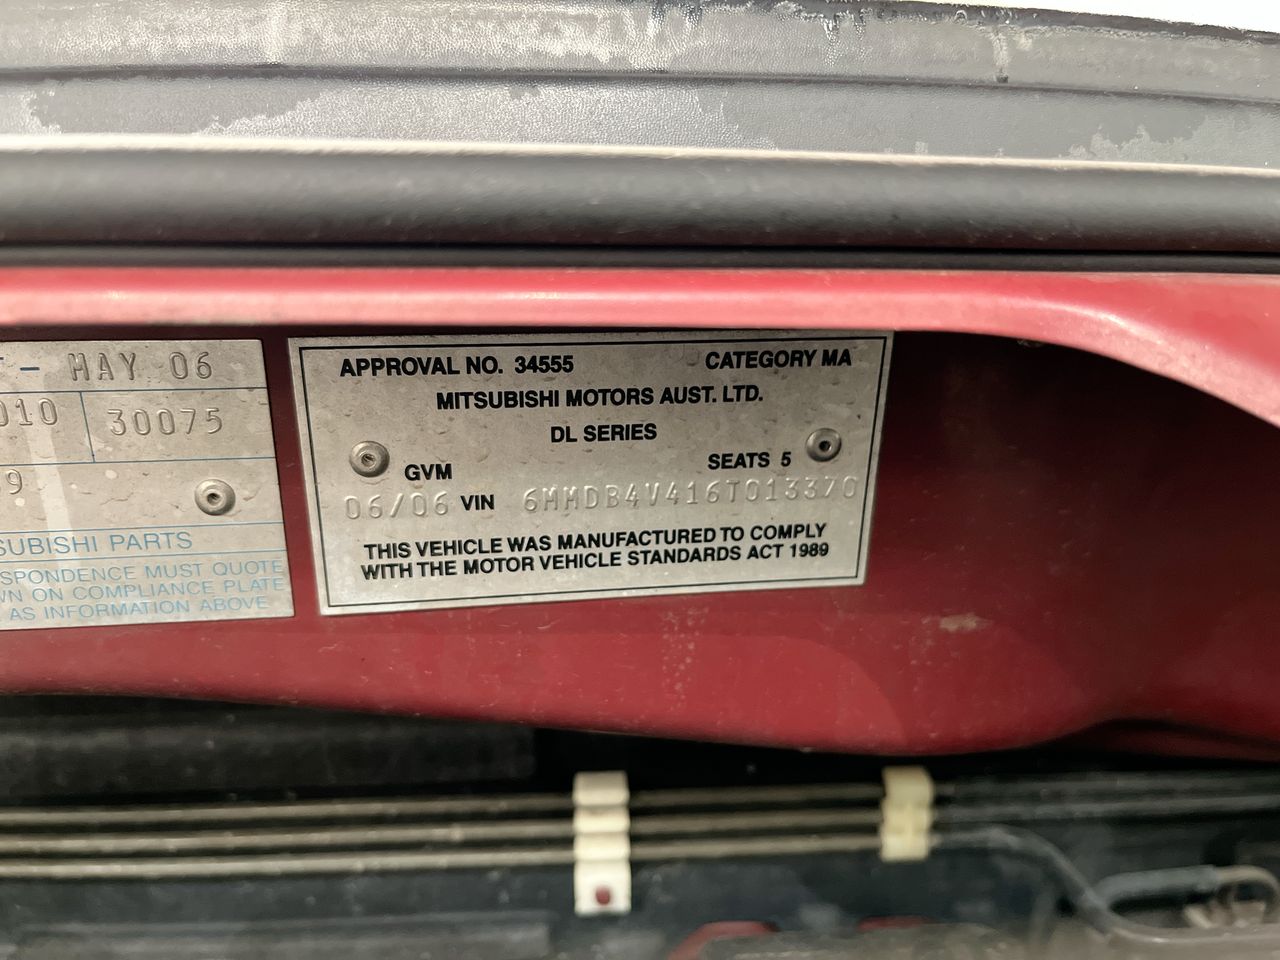 - MAY 06
010 30075
9
SUBISHI PARTS
SPONDENCE MUST QUOTE
WN ON COMPLIANCE PLATE
AS INFORMATION ABOVE
APPROVAL NO. 34555 CATEGORY MA
MITSUBISHI MOTORS AUST. LTD.
DL SERIES
GVM SEATS 5
06/06 VIN 6MMDB4V416T013370
THIS VEHICLE WAS MANUFACTURED TO COMPLY
WITH THE MOTOR VEHICLE STANDARDS ACT 1989